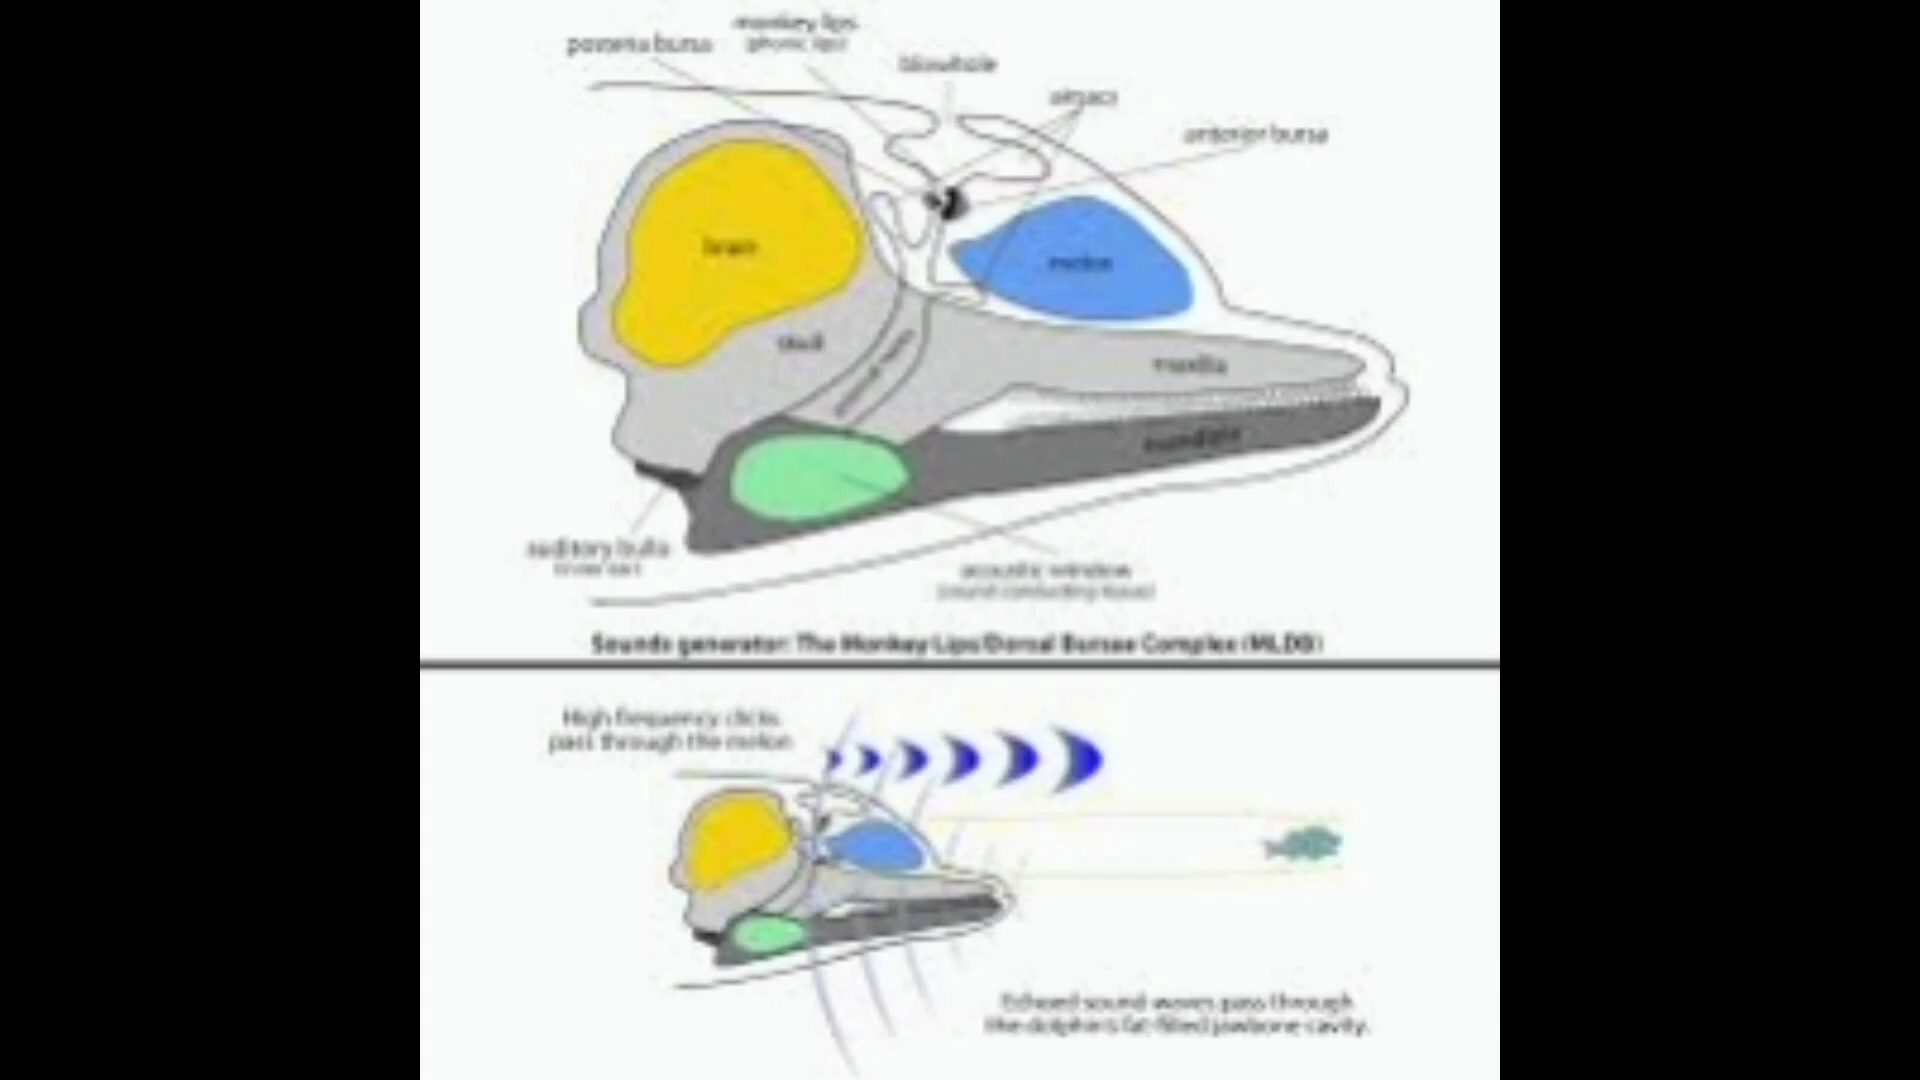 monkey lips
(phonic lips)
posteria bursa
blowhole
airsacs
anterior bursa
brain
melon
skull
maxilla
mandible
auditory bulla
(inner ear)
acoustic window
(sound conducting tissue)
Sounds generator: The Monkey Lips/Dorsal Bursae Complex (MLDB)
High frequency clicks
pass through the melon
Echoed sound waves pass through
the dolphins fat-filled jawbone cavity.